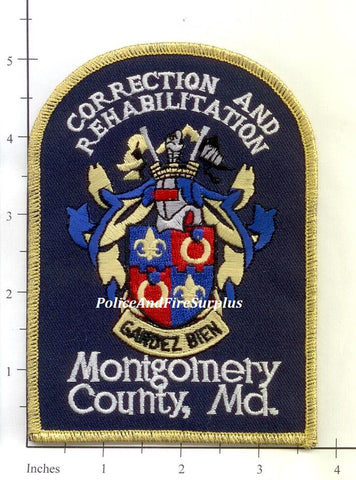 CORRECTION AND
REHABILITATION
PoliceAndFireSurplus
GARDEZ BIEN
Montgomery
County, Md.
5
4
3
2
1
Inches
1
2
3
4